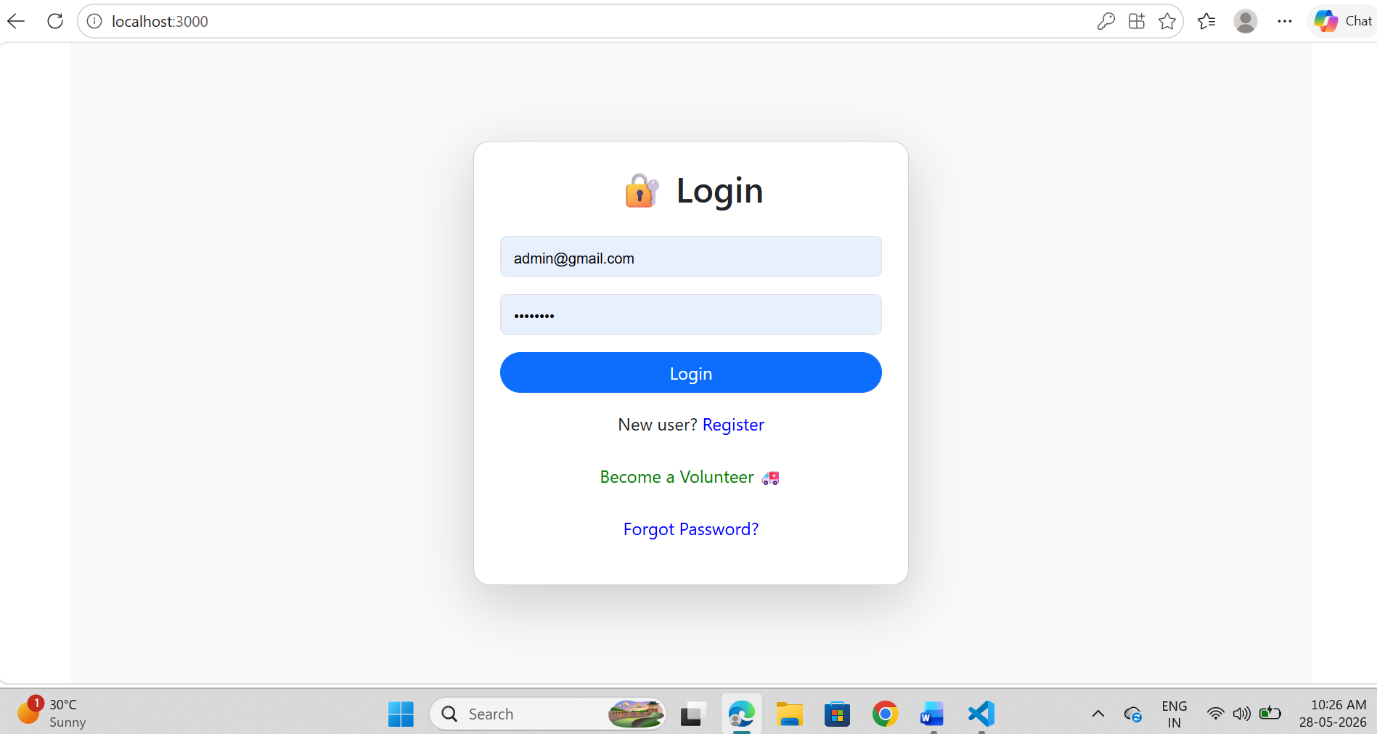 localhost:3000
Chat
Login
admin@gmail.com
••••••••
Login
New user? Register
Become a Volunteer
Forgot Password?
1
30°C
Sunny
Search
W
ENG
IN
10:26 AM
28-05-2026